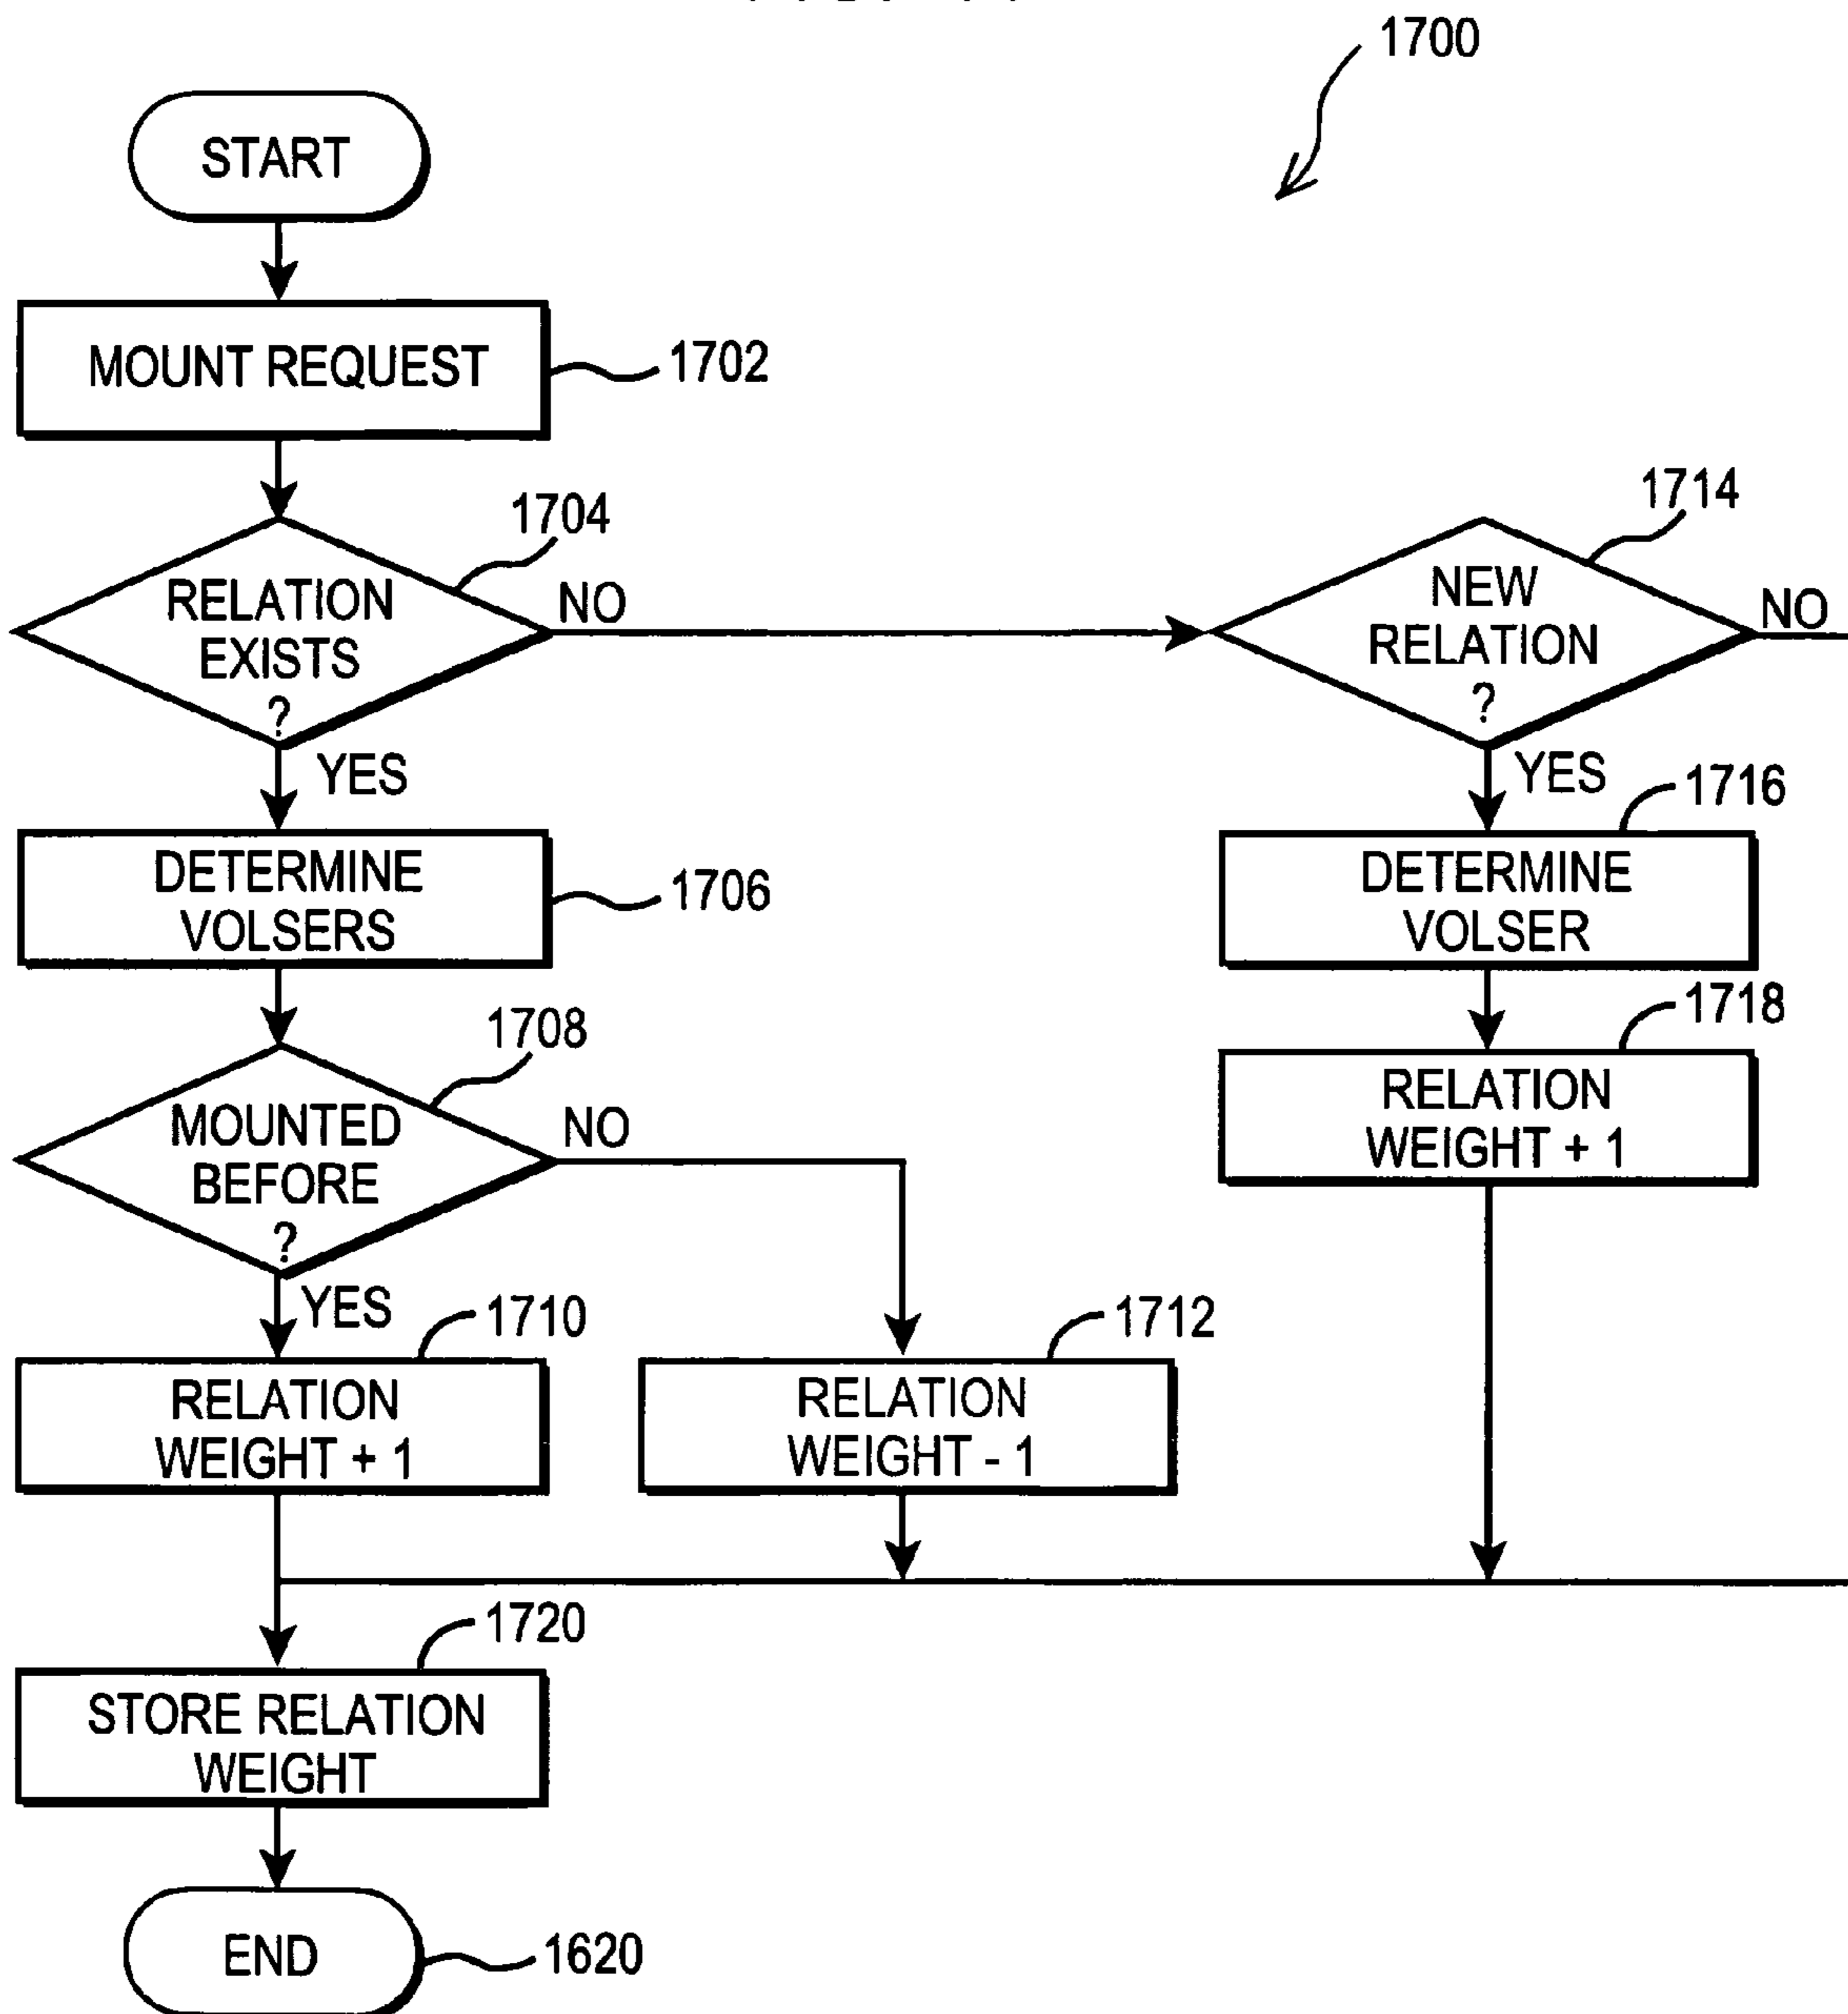 1700
START
MOUNT REQUEST
1702
1704
RELATION
EXISTS
?
NO
YES
1714
NEW
RELATION
?
NO
YES
DETERMINE
VOLSERS
1706
1716
DETERMINE
VOLSER
1708
MOUNTED
BEFORE
?
NO
YES
1718
RELATION
WEIGHT + 1
1710
RELATION
WEIGHT + 1
1712
RELATION
WEIGHT - 1
1720
STORE RELATION
WEIGHT
END
1620